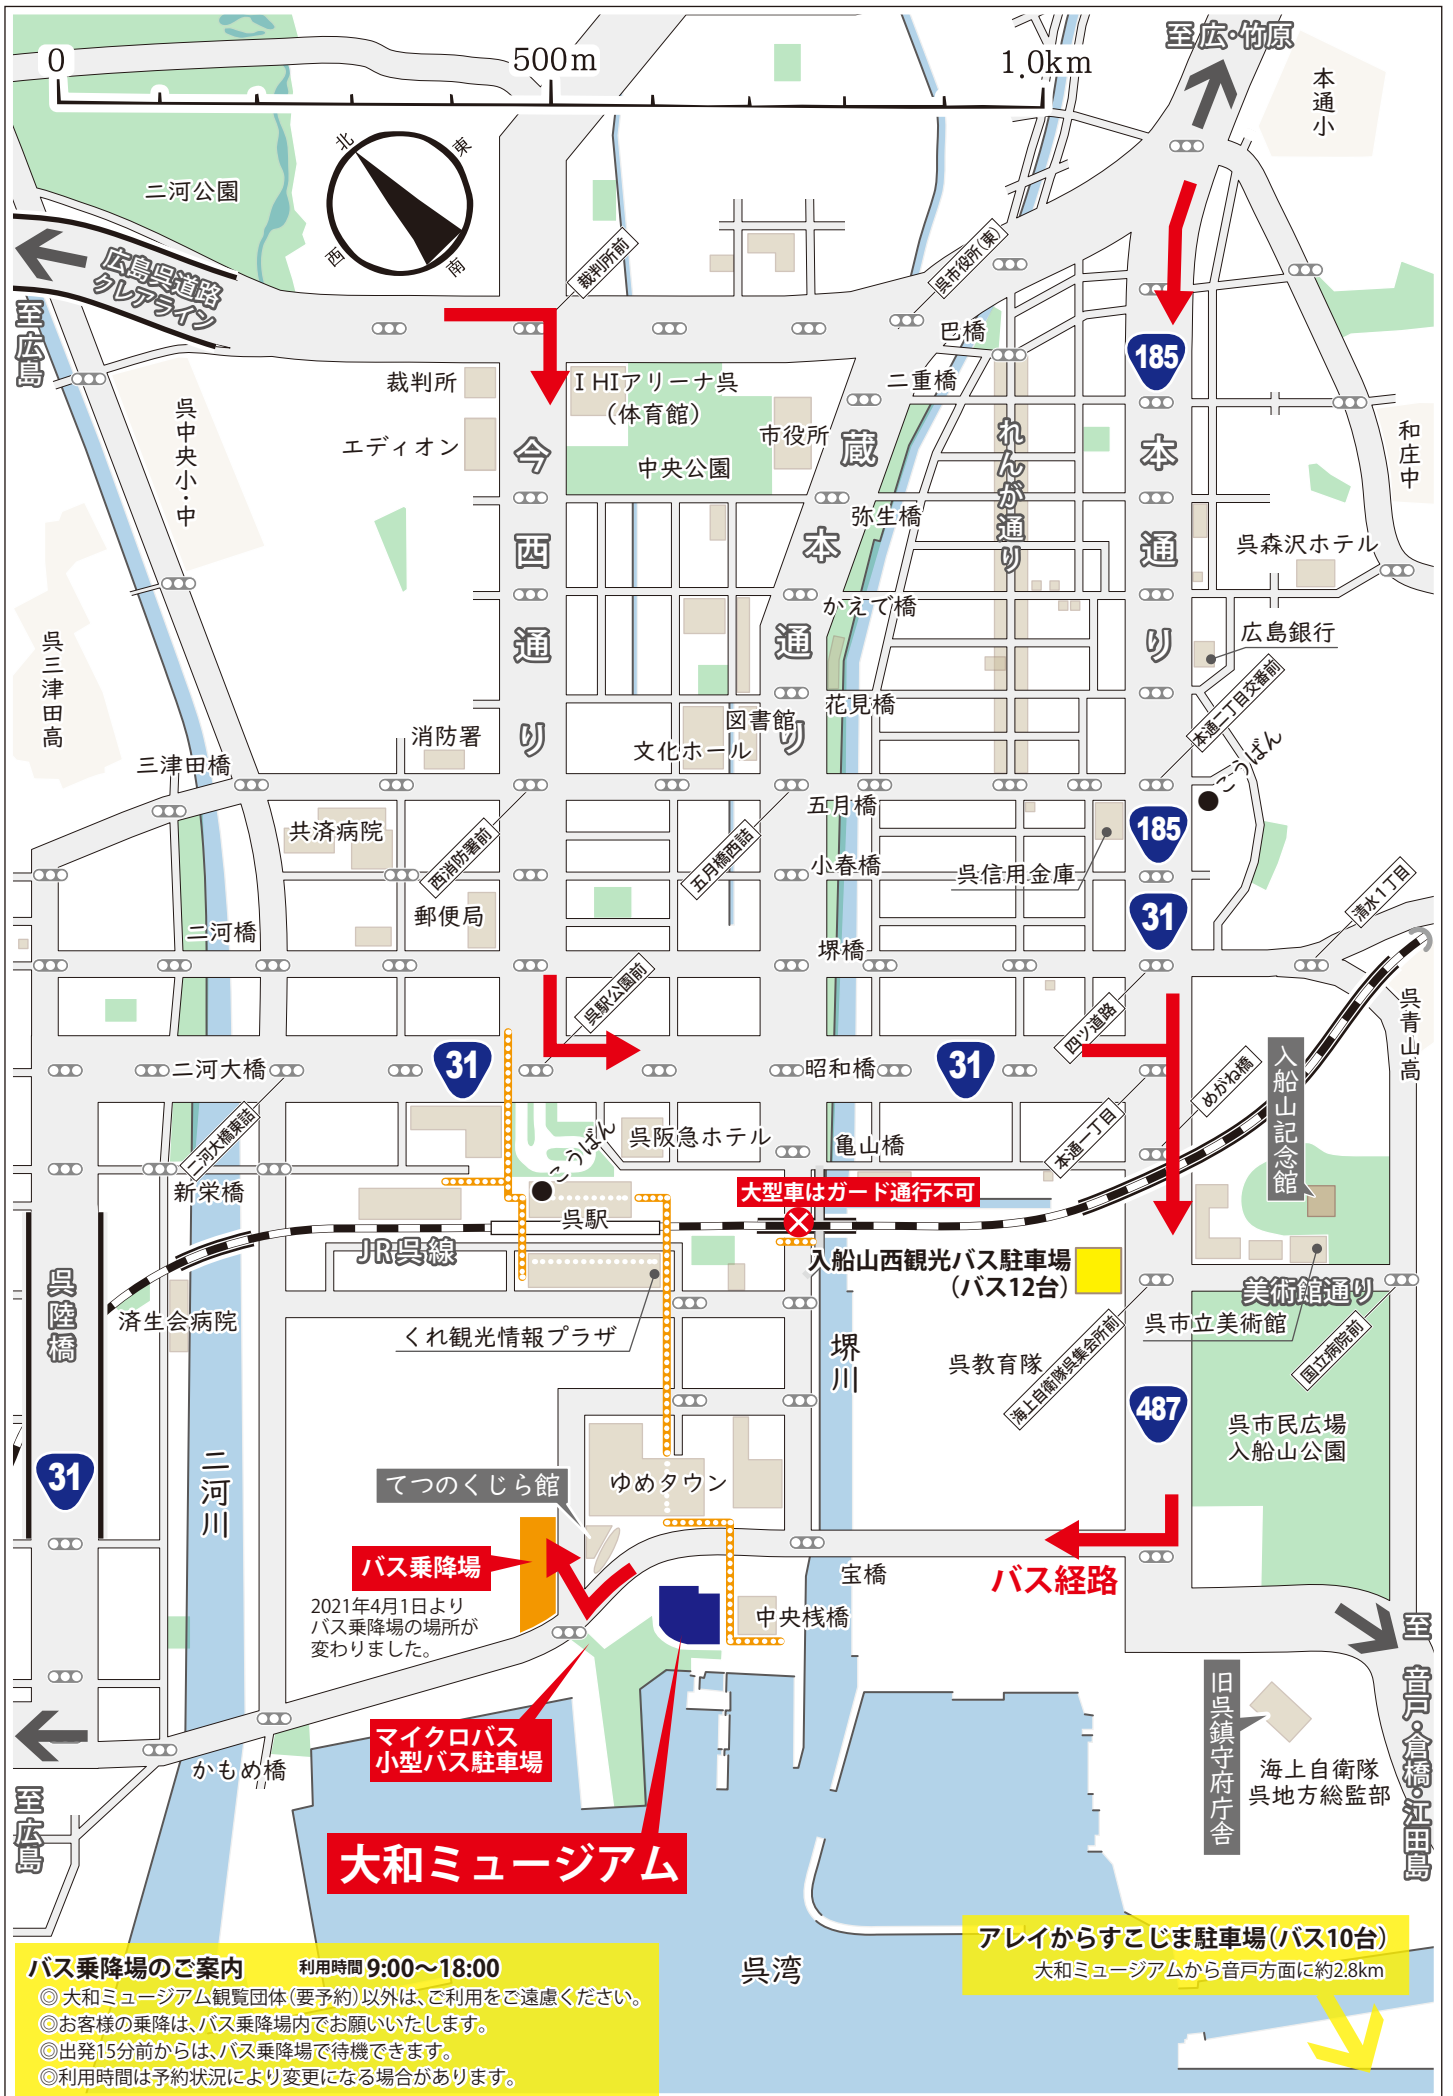 0
500m
1.0km
至 広・竹原
本通小
北
東
西
南
二河公園
裁判所前
呉市役所(東)
広島呉道路
クレアライン
至 広島
巴橋
185
二重橋
裁判所
IHIアリーナ呉
(体育館)
エディオン
市役所
中央公園
呉中央小・中
今西通り
蔵本通り
れんが通り
本通り
和庄中
弥生橋
呉森沢ホテル
かえで橋
広島銀行
呉三津田高
花見橋
本通二丁目交番前
図書館
文化ホール
消防署
三津田橋
こうばん
五月橋
共済病院
西消防署前
五月橋西詰
185
小春橋
呉信用金庫
清水1丁目
郵便局
31
二河橋
堺橋
呉駅公園前
四ツ道路
呉青山高
二河大橋
31
昭和橋
31
めがね橋
入船山記念館
二河大橋東詰
こうばん
呉阪急ホテル
亀山橋
本通一丁目
新栄橋
大型車はガード通行不可
呉駅
JR呉線
入船山西観光バス駐車場
(バス12台)
呉陸橋
済生会病院
くれ観光情報プラザ
美術館通り
呉市立美術館
堺川
呉教育隊
海上自衛隊呉集会所前
国立病院前
487
呉市民広場
入船山公園
31
二河川
てつのくじら館
ゆめタウン
バス乗降場
2021年4月1日より
バス乗降場の場所が
変わりました。
宝橋
バス経路
中央桟橋
至 音戸・倉橋・江田島
マイクロバス
小型バス駐車場
かもめ橋
旧呉鎮守府庁舎
海上自衛隊
呉地方総監部
至 広島
大和ミュージアム
呉湾
アレイからすこじま駐車場(バス10台)
大和ミュージアムから音戸方面に約2.8km
バス乗降場のご案内 利用時間 9:00〜18:00
◎大和ミュージアム観覧団体(要予約)以外は、ご利用をご遠慮ください。
◎お客様の乗降は、バス乗降場内でお願いいたします。
◎出発15分前からは、バス乗降場で待機できます。
◎利用時間は予約状況により変更になる場合があります。